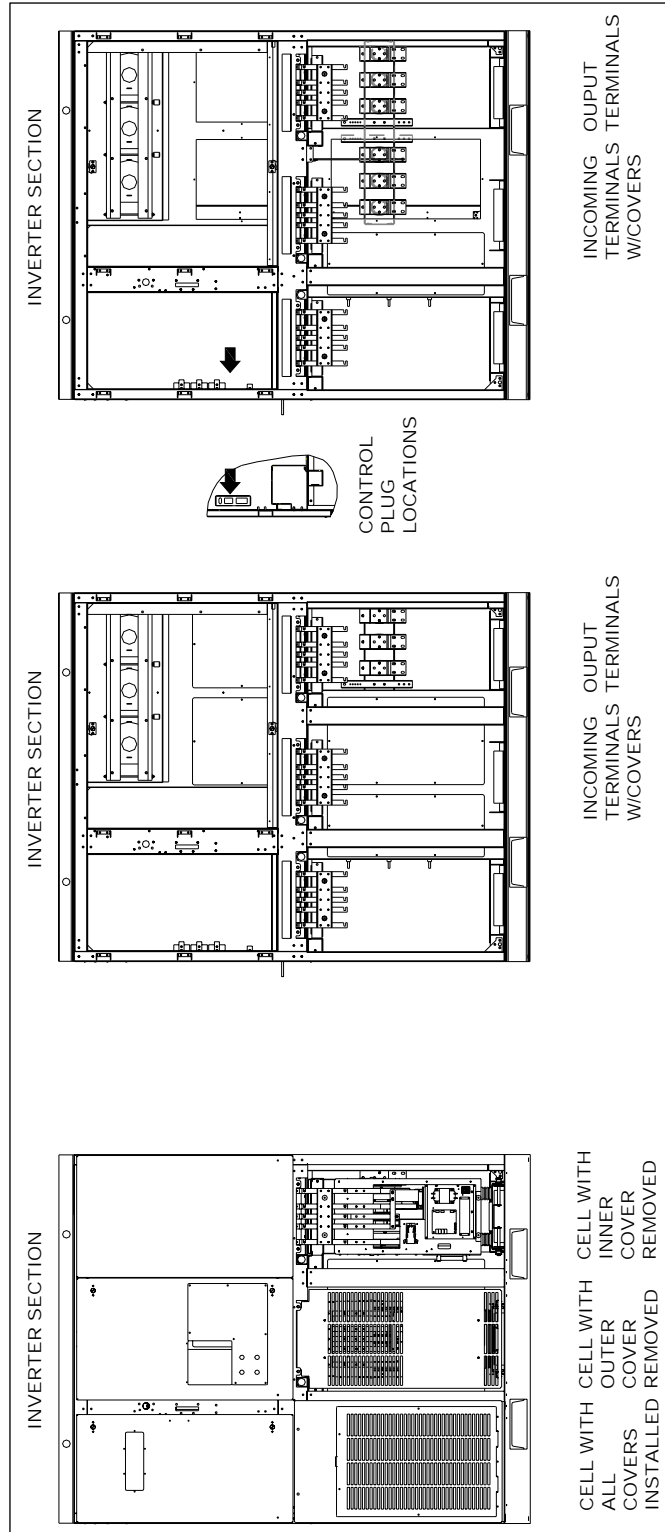 INVERTER SECTION
CELL WITH
ALL
COVERS
INSTALLED
CELL WITH
OUTER
COVER
REMOVED
CELL WITH
INNER
COVER
REMOVED
INVERTER SECTION
INCOMING
TERMINALS
W/COVERS
OUPUT
TERMINALS
CONTROL
PLUG
LOCATIONS
INVERTER SECTION
INCOMING
TERMINALS
W/COVERS
OUPUT
TERMINALS